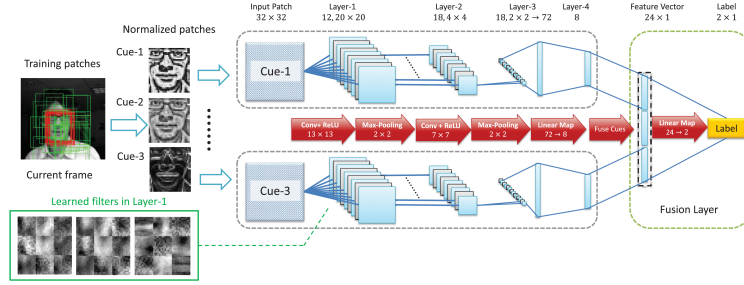 Normalized patches
Input Patch
32 × 32
Layer-1
12, 20 × 20
Layer-2
18, 4 × 4
Layer-3
18, 2 × 2 → 72
Layer-4
8
Feature Vector
24 × 1
Label
2 × 1
Training patches
Current frame
Cue-1
Cue-2
Cue-3
Cue-1
Conv+ ReLU
13 × 13
Max-Pooling
2 × 2
Conv + ReLU
7 × 7
Max-Pooling
2 × 2
Linear Map
72 → 8
Fuse Cues
Linear Map
24 → 2
Label
Cue-3
Fusion Layer
Learned filters in Layer-1